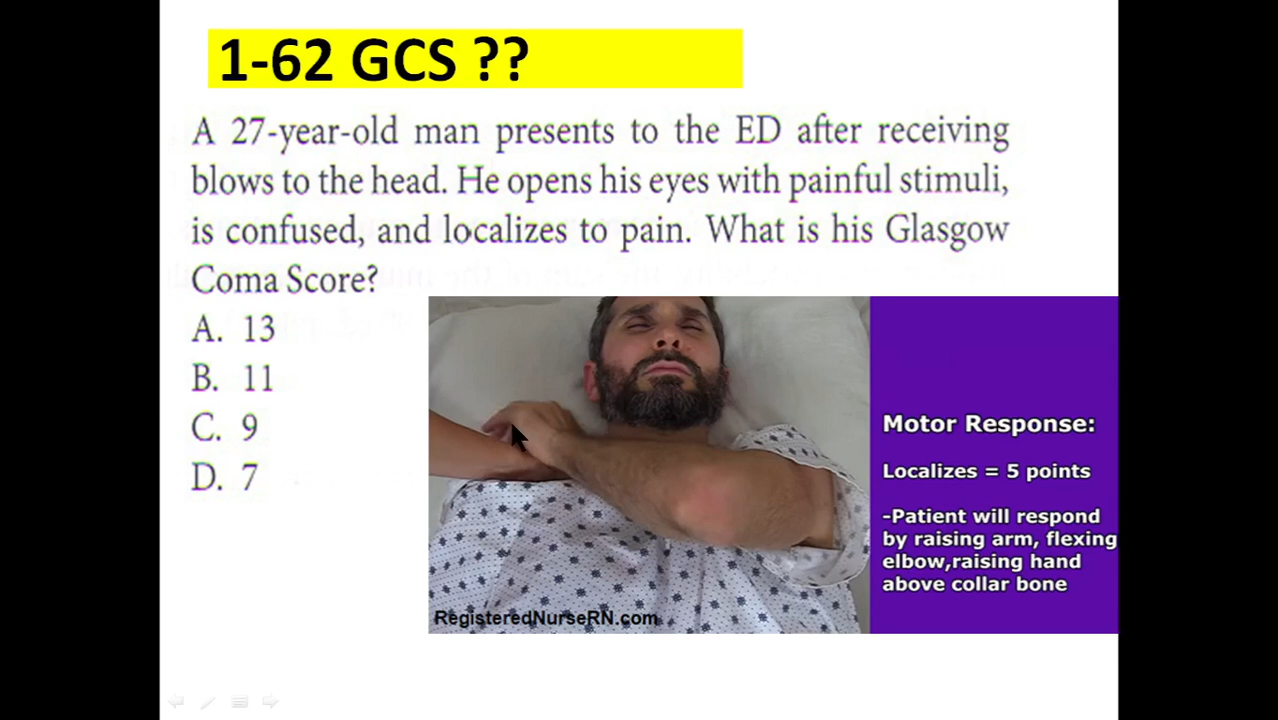 1-62 GCS ??
A 27-year-old man presents to the ED after receiving
blows to the head. He opens his eyes with painful stimuli,
is confused, and localizes to pain. What is his Glasgow
Coma Score?
A. 13
B. 11
C. 9
D. 7
Motor Response:
Localizes = 5 points
-Patient will respond
by raising arm, flexing
elbow,raising hand
above collar bone
RegisteredNurseRN.com